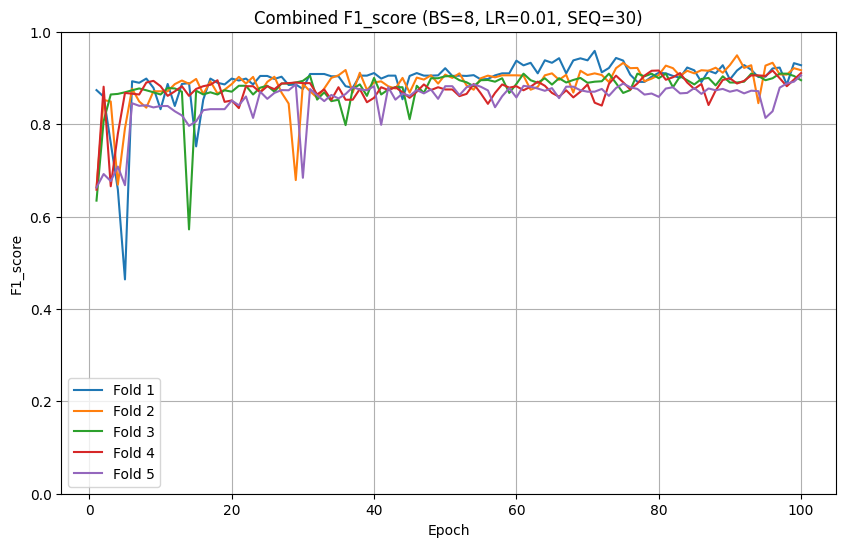 Combined F1_score (BS=8, LR=0.01, SEQ=30)
F1_score
1.0
0.8
0.6
0.4
0.2
0.0
Fold 1
Fold 2
Fold 3
Fold 4
Fold 5
0 20 40 60 80 100
Epoch